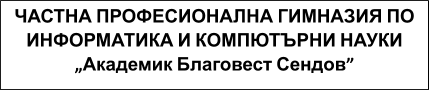 ЧАСТНА ПРОФЕСИОНАЛНА ГИМНАЗИЯ ПО
ИНФОРМАТИКА И КОМПЮТЪРНИ НАУКИ
„Академик Благовест Сендов”